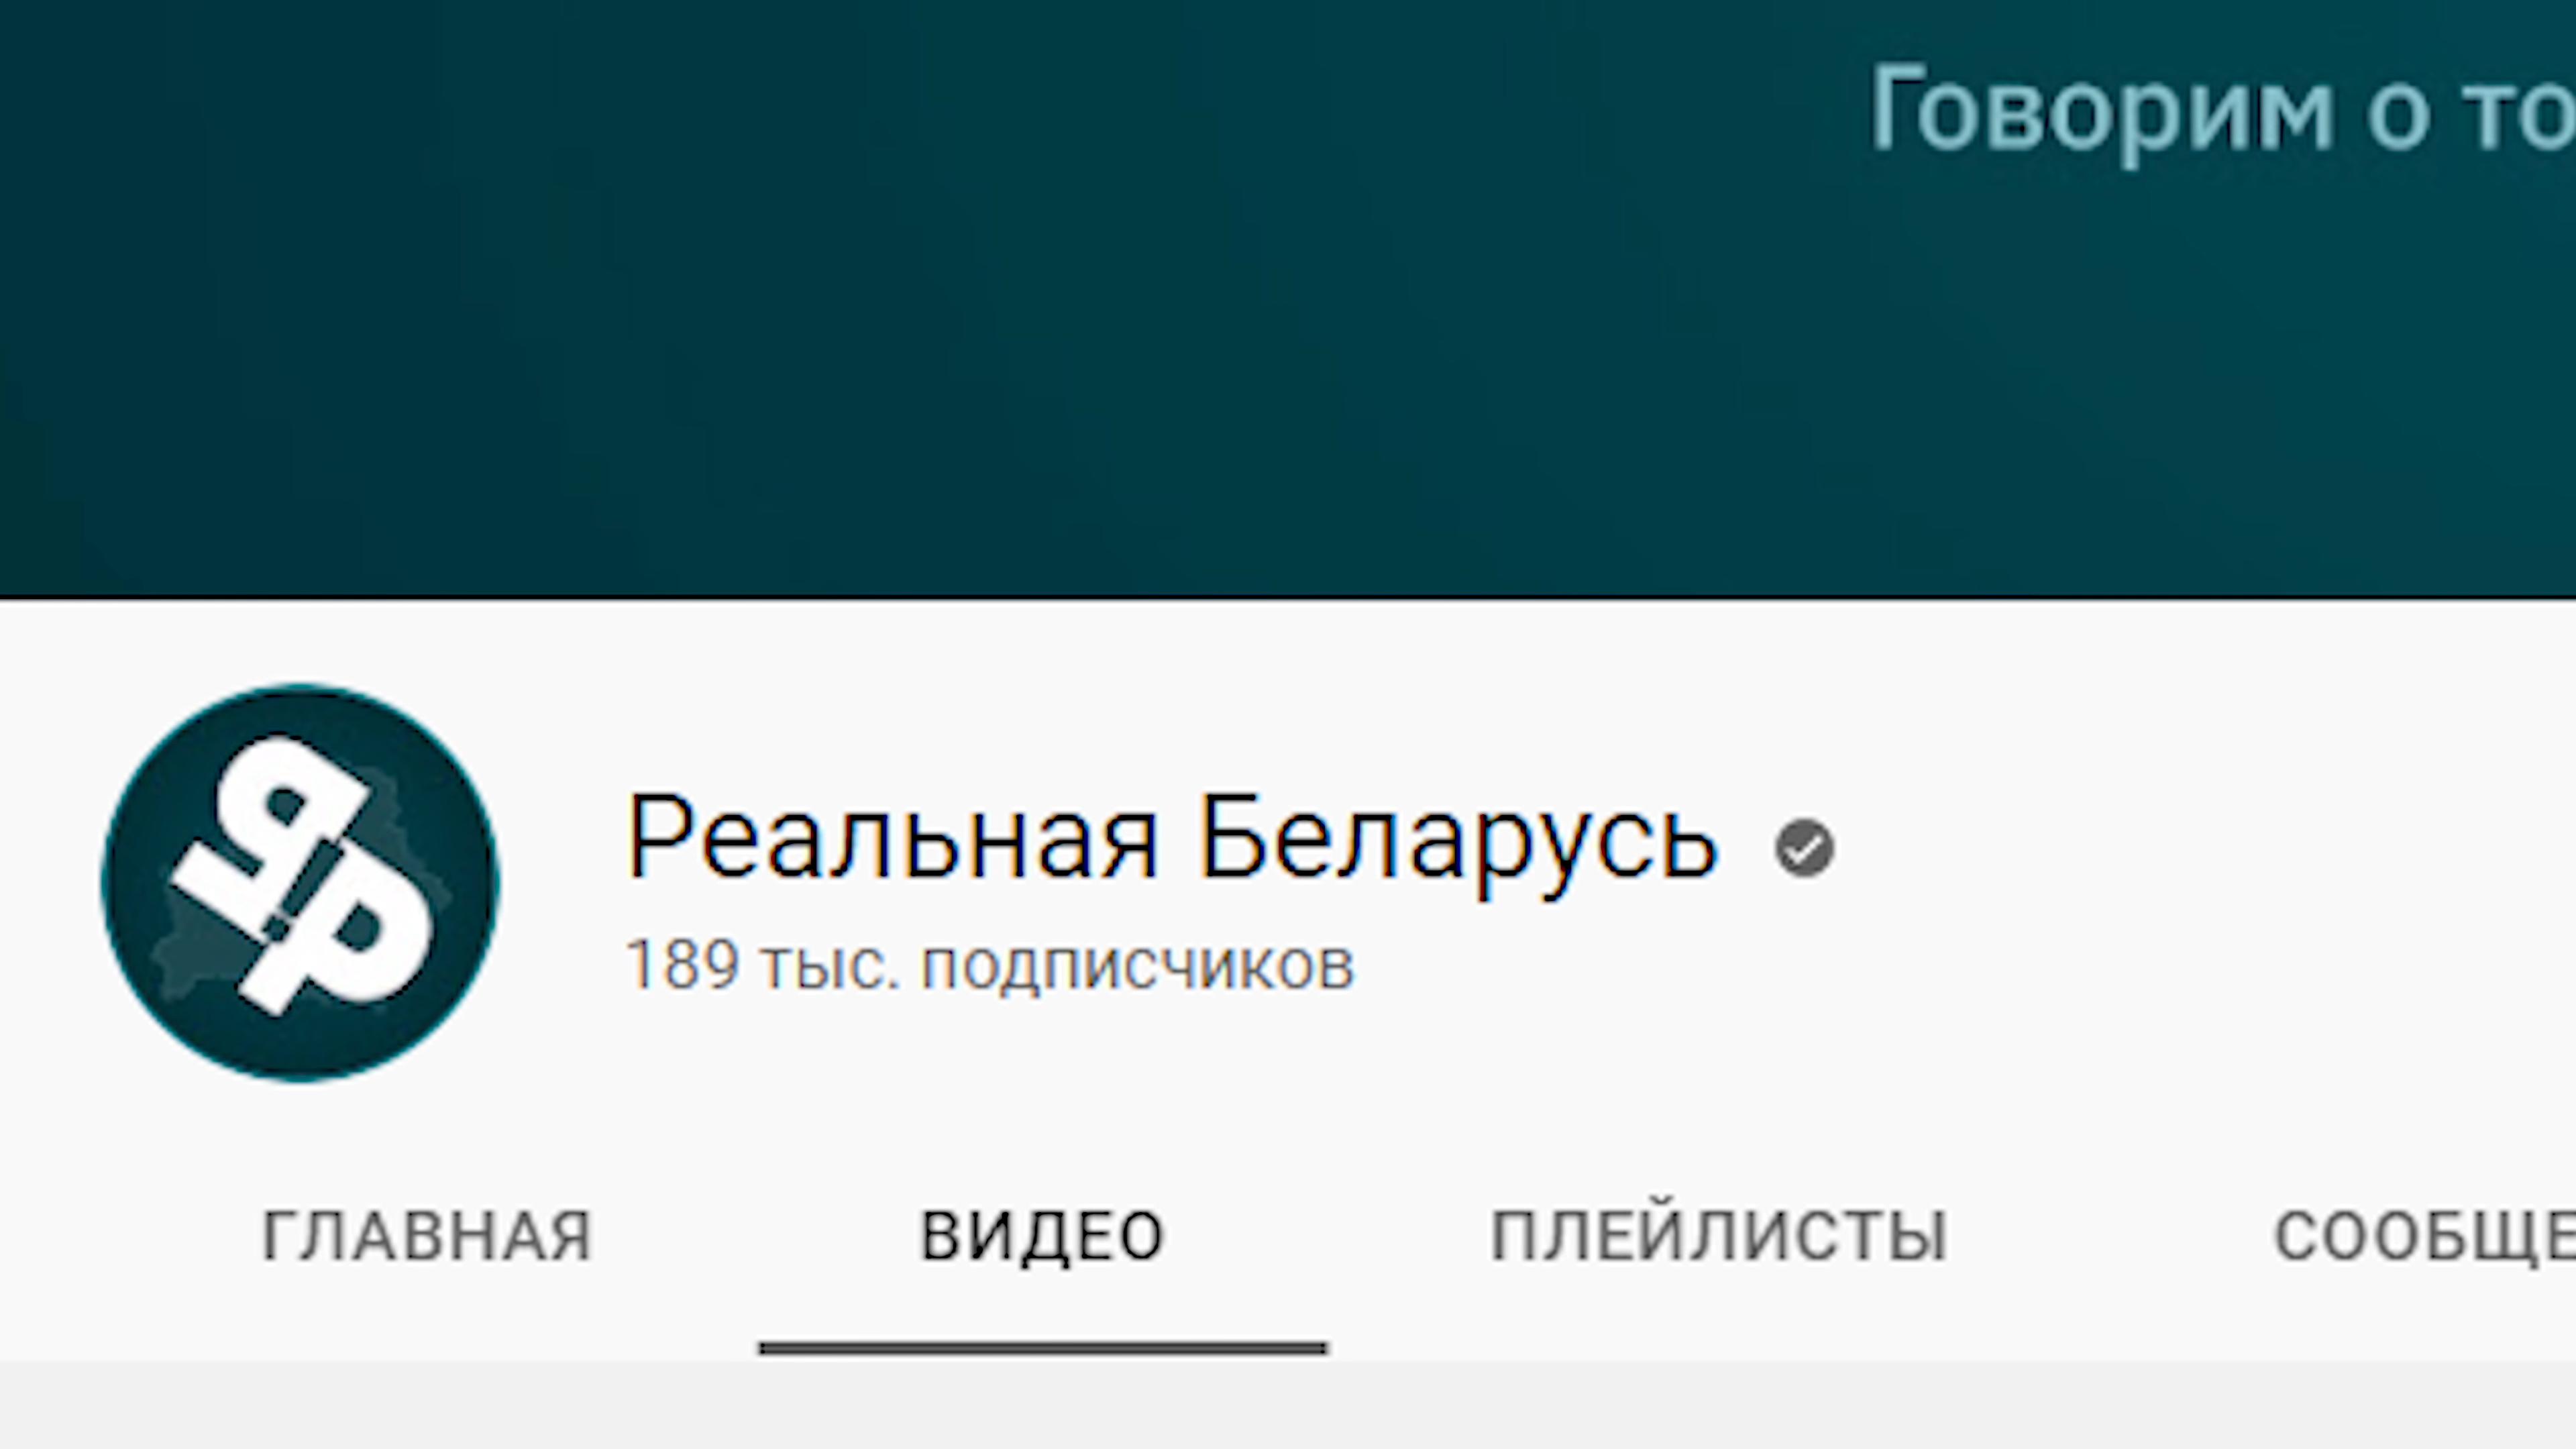 Говорим о то
Реальная Беларусь
189 тыс. подписчиков
ГЛАВНАЯ ВИДЕО ПЛЕЙЛИСТЫ СООБЩЕ